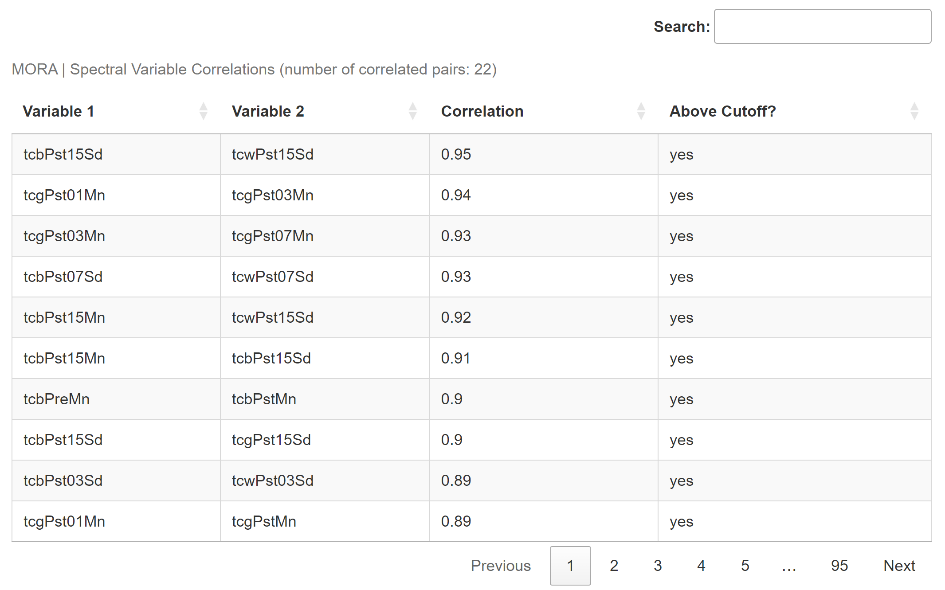 Search:
MORA | Spectral Variable Correlations (number of correlated pairs: 22)
Variable 1 Variable 2 Correlation Above Cutoff?
tcbPst15Sd tcwPst15Sd 0.95 yes
tcgPst01Mn tcgPst03Mn 0.94 yes
tcgPst03Mn tcgPst07Mn 0.93 yes
tcbPst07Sd tcwPst07Sd 0.93 yes
tcbPst15Mn tcwPst15Sd 0.92 yes
tcbPst15Mn tcbPst15Sd 0.91 yes
tcbPreMn tcbPstMn 0.9 yes
tcbPst15Sd tcgPst15Sd 0.9 yes
tcbPst03Sd tcwPst03Sd 0.89 yes
tcgPst01Mn tcgPstMn 0.89 yes
Previous 1 2 3 4 5 … 95 Next